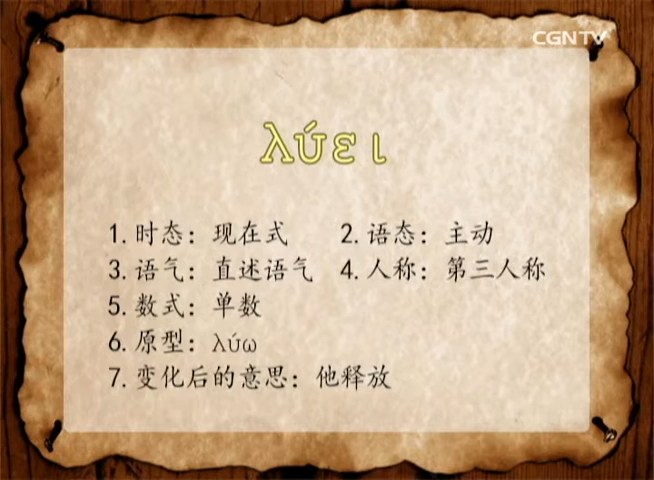 CGNTV
λύει
1.时态：现在式 2.语态：主动
3.语气：直述语气 4.人称：第三人称
5.数式：单数
6.原型：λύω
7.变化后的意思：他释放